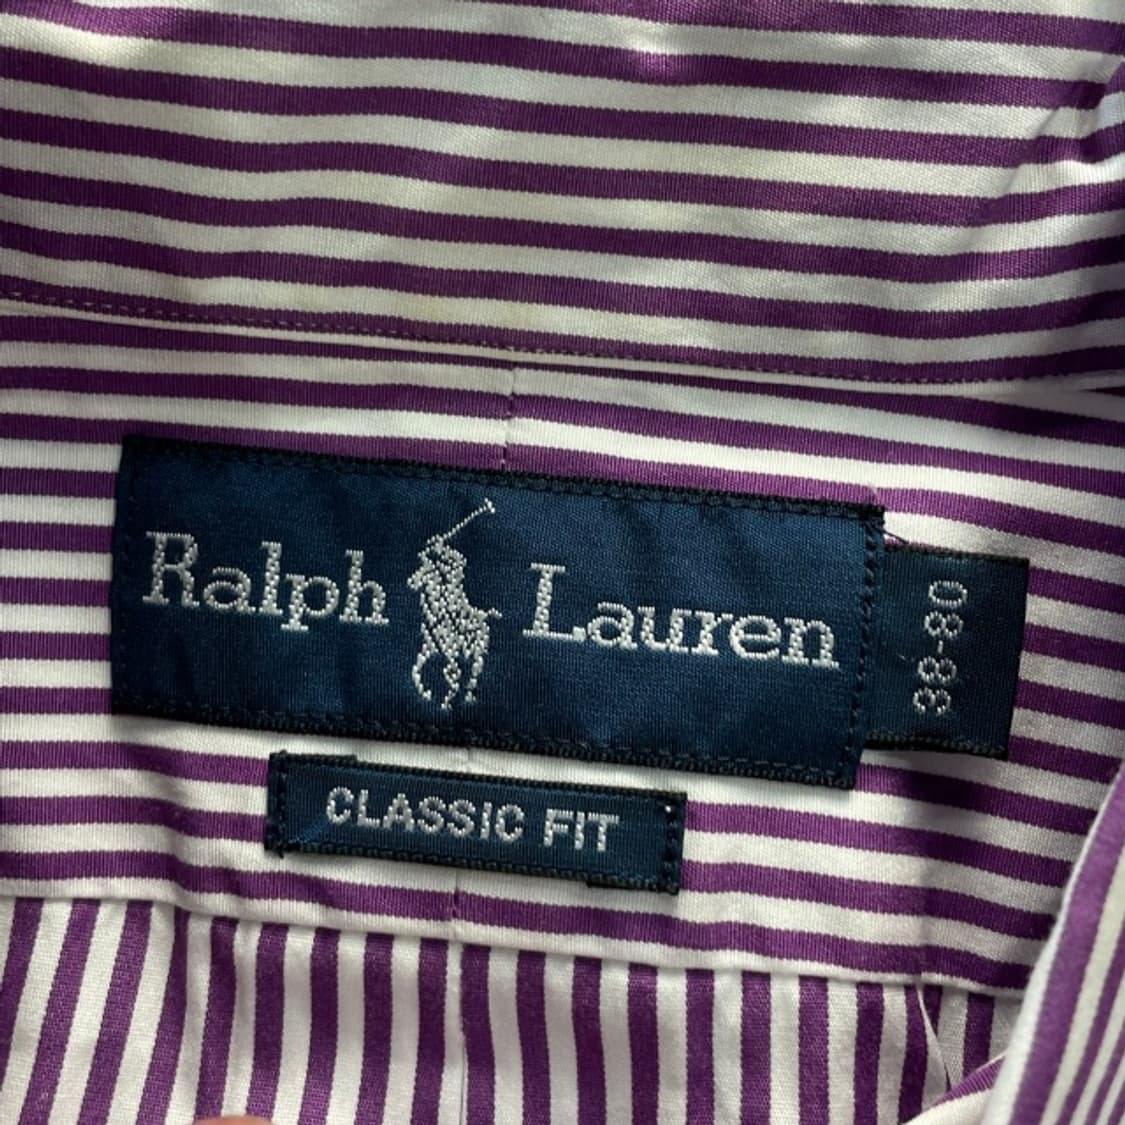 Ralph Lauren
38-80
CLASSIC FIT